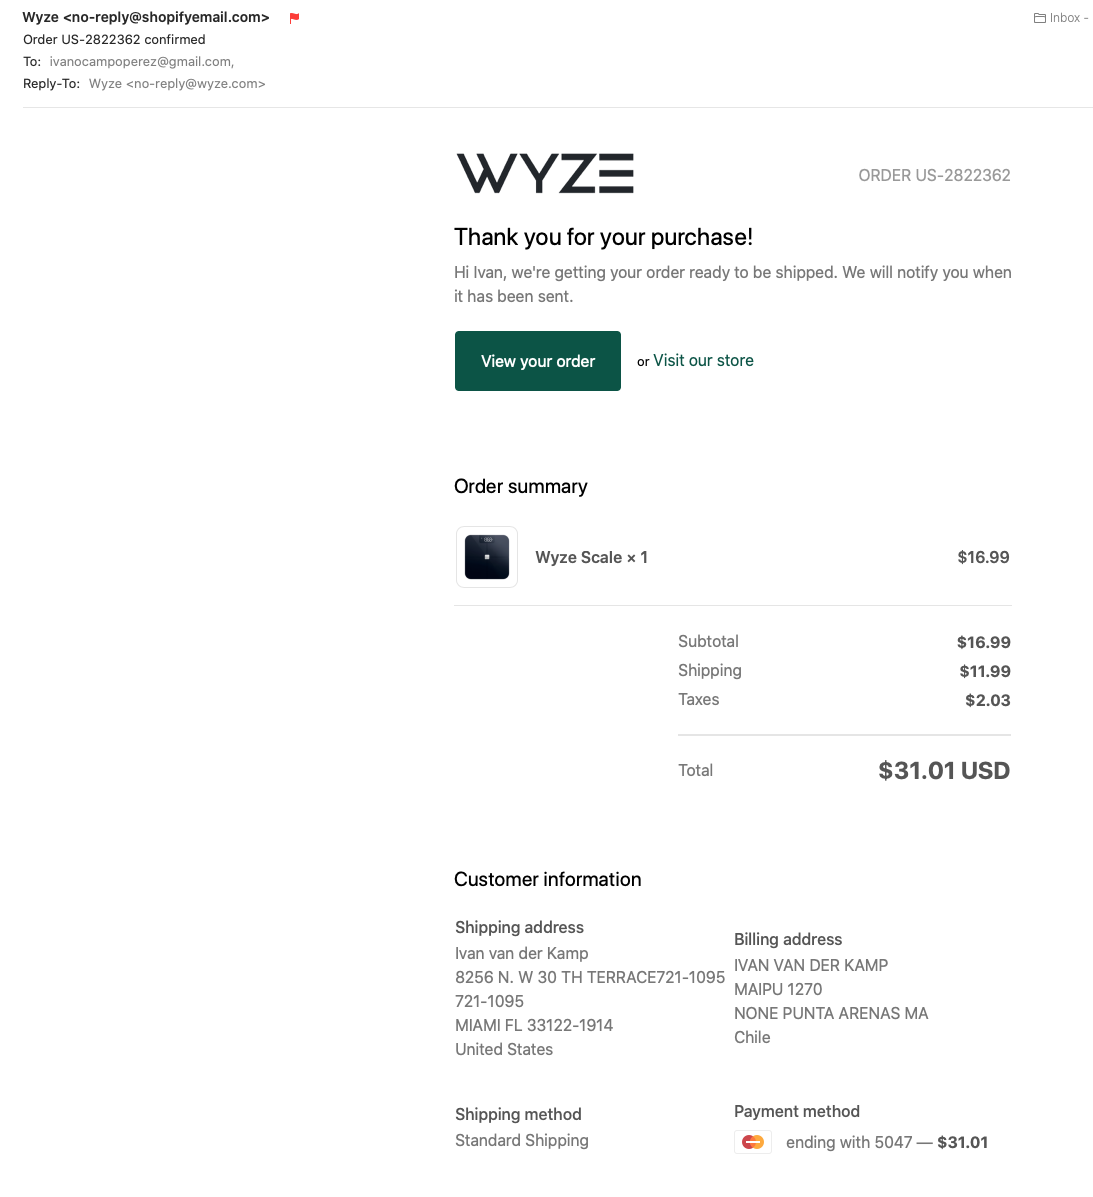 Wyze <no-reply@shopifyemail.com>
Inbox -
Order US-2822362 confirmed
To: ivanocampoperez@gmail.com,
Reply-To: Wyze <no-reply@wyze.com>
WYZE
ORDER US-2822362
Thank you for your purchase!
Hi Ivan, we're getting your order ready to be shipped. We will notify you when
it has been sent.
View your order
or Visit our store
Order summary
Wyze Scale × 1 $16.99
Subtotal $16.99
Shipping $11.99
Taxes $2.03
Total $31.01 USD
Customer information
Shipping address
Ivan van der Kamp
8256 N. W 30 TH TERRACE721-1095
721-1095
MIAMI FL 33122-1914
United States
Billing address
IVAN VAN DER KAMP
MAIPU 1270
NONE PUNTA ARENAS MA
Chile
Shipping method
Standard Shipping
Payment method
ending with 5047 — $31.01